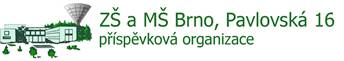 ZŠ a MŠ Brno, Pavlovská 16
příspěvková organizace